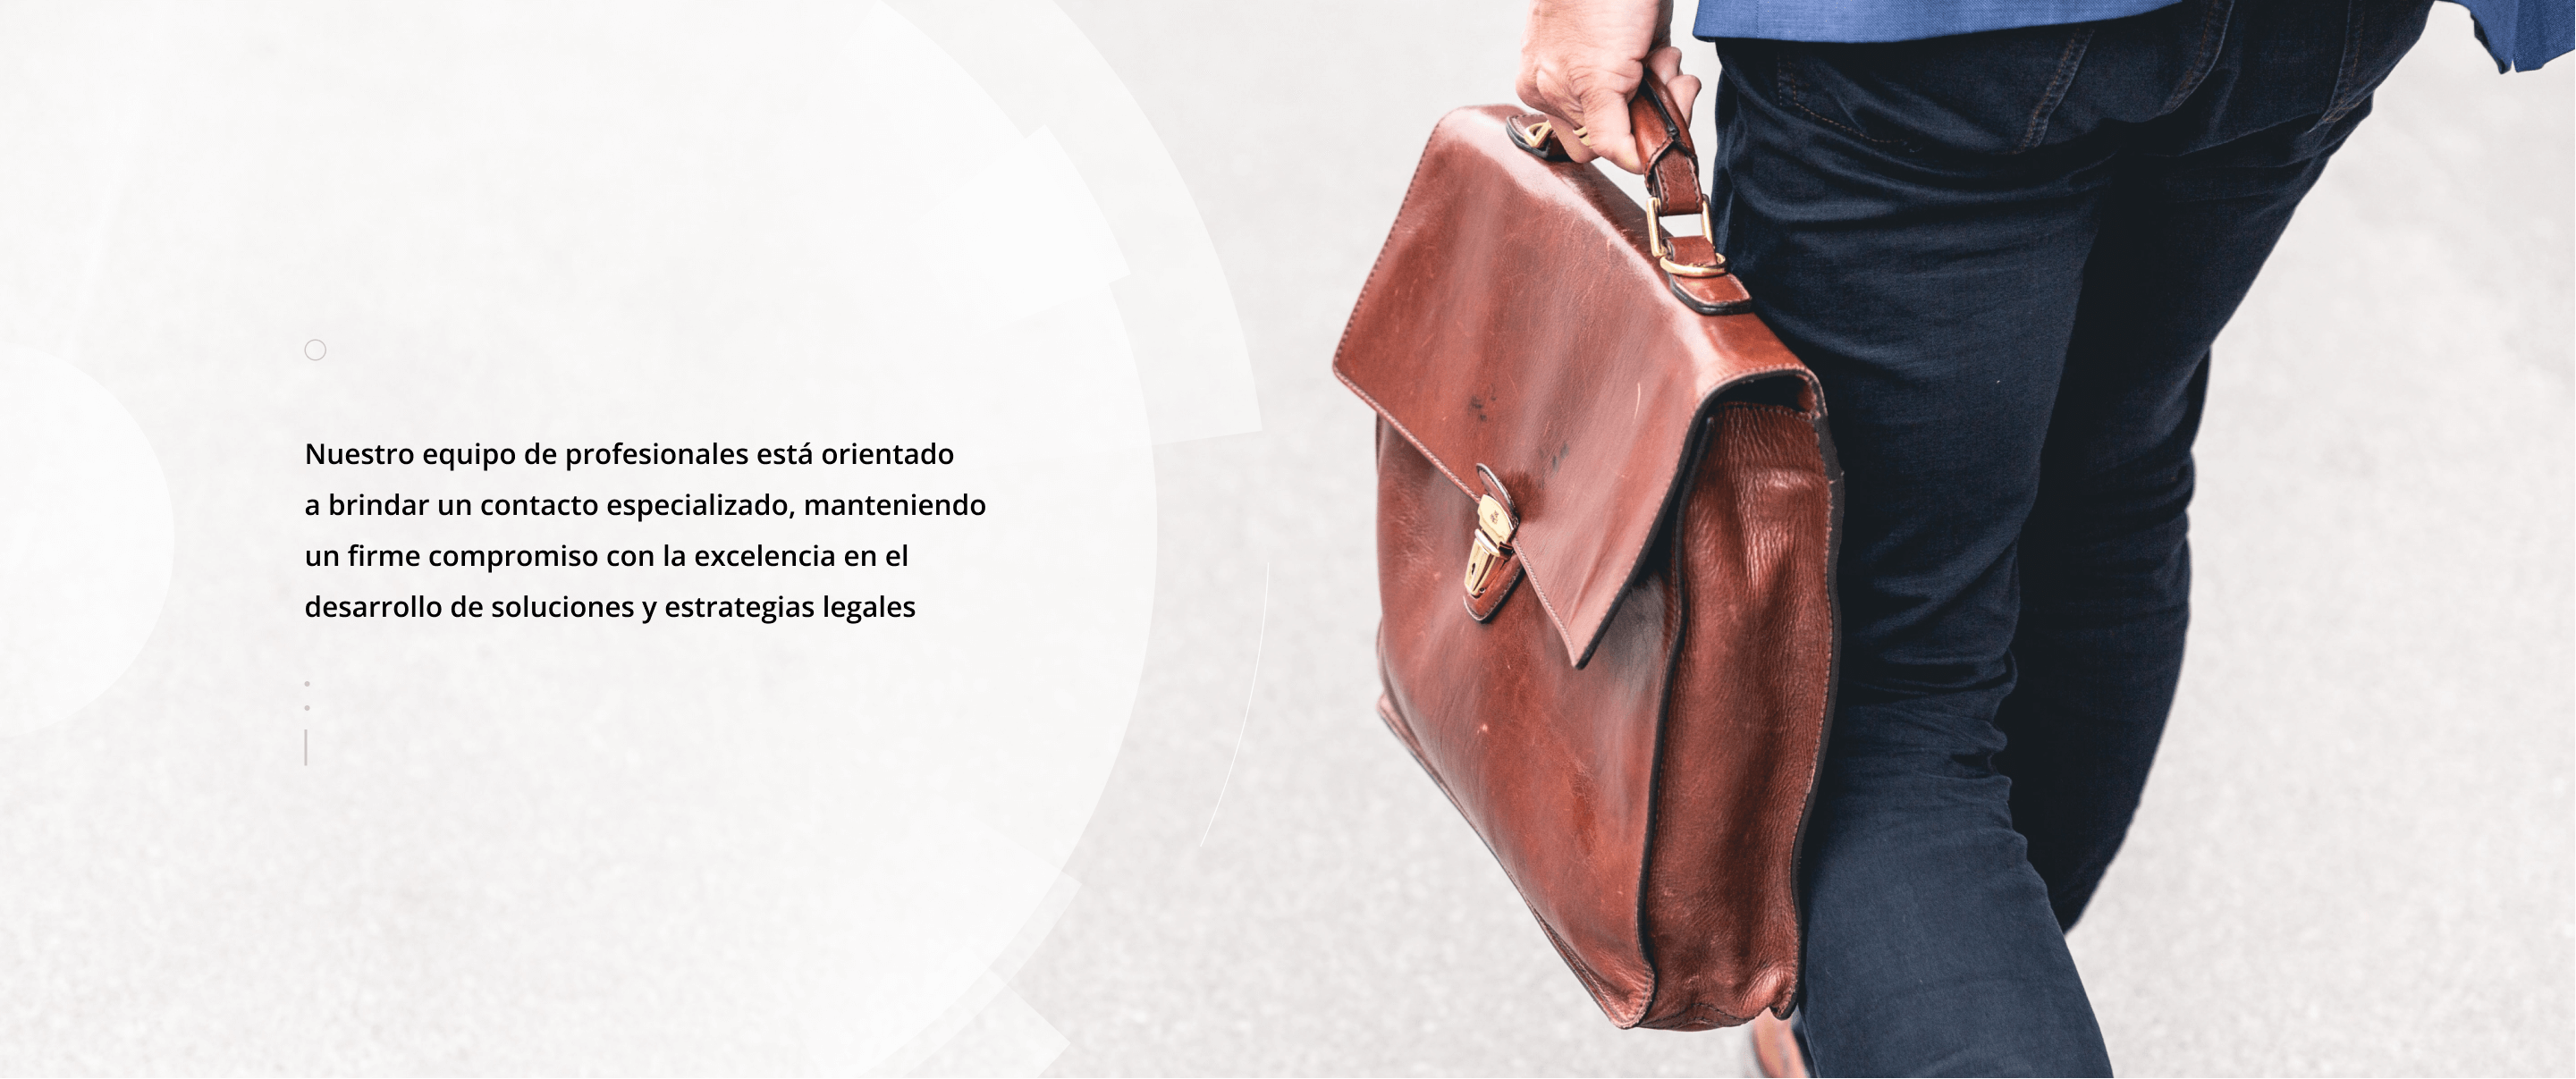 Nuestro equipo de profesionales está orientado
a brindar un contacto especializado, manteniendo
un firme compromiso con la excelencia en el
desarrollo de soluciones y estrategias legales